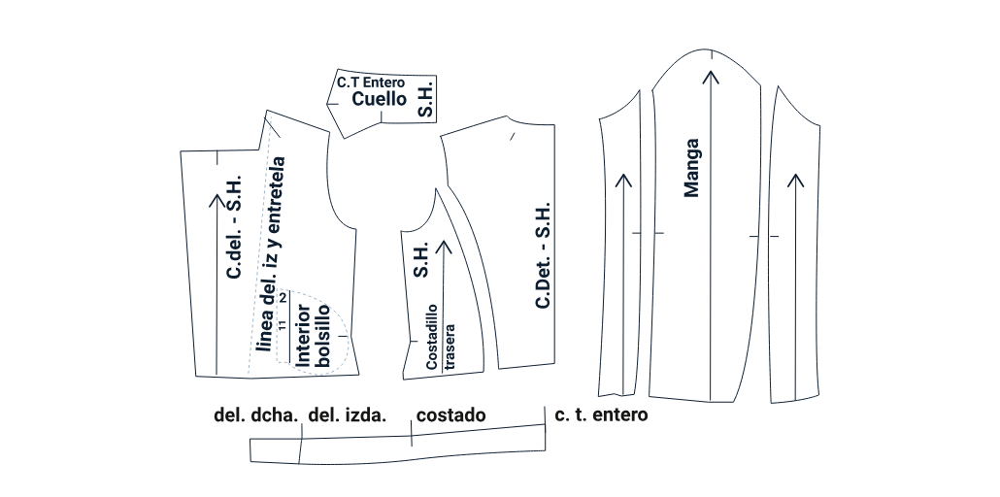 C.T Entero
Cuello
S.H.
C.del. - S.H.
linea del. iz y entretela
2
11
Interior
bolsillo
S.H.
Costadillo
trasera
C.Det. - S.H.
Manga
del. dcha.
del. izda.
costado
c. t. entero